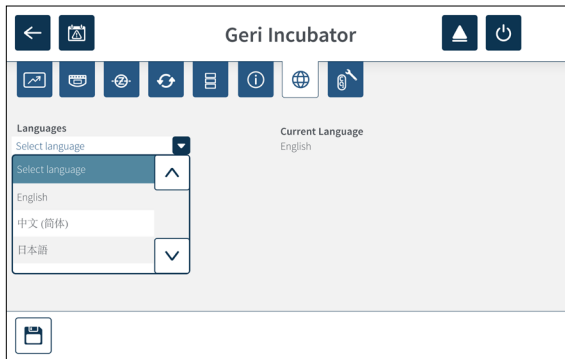 Geri Incubator
Languages
Select language
Current Language
English
Select language
English
中文 (简体)
日本語